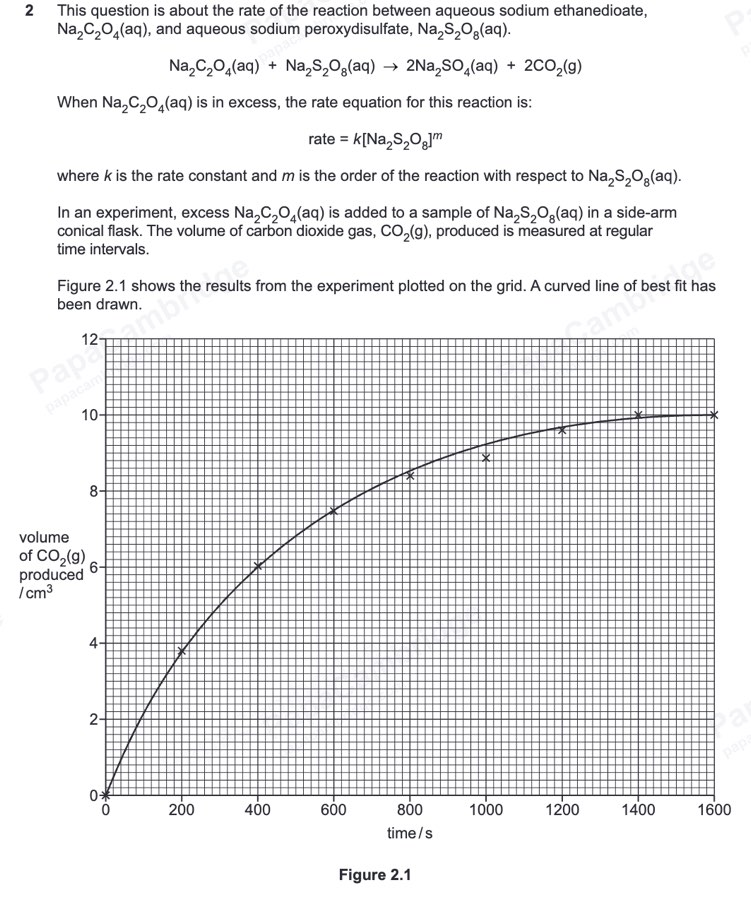 2 This question is about the rate of the reaction between aqueous sodium ethanedioate,
Na₂C₂O₄(aq), and aqueous sodium peroxydisulfate, Na₂S₂O₈(aq).
Na₂C₂O₄(aq) + Na₂S₂O₈(aq) → 2Na₂SO₄(aq) + 2CO₂(g)
When Na₂C₂O₄(aq) is in excess, the rate equation for this reaction is:
rate = k[Na₂S₂O₈]ᵐ
where k is the rate constant and m is the order of the reaction with respect to Na₂S₂O₈(aq).
In an experiment, excess Na₂C₂O₄(aq) is added to a sample of Na₂S₂O₈(aq) in a side-arm
conical flask. The volume of carbon dioxide gas, CO₂(g), produced is measured at regular
time intervals.
Figure 2.1 shows the results from the experiment plotted on the grid. A curved line of best fit has
been drawn.
12
10
8
volume
of CO₂(g)
produced
/cm³
6
4
2
0
0 200 400 600 800 1000 1200 1400 1600
time/s
Figure 2.1
PapaCambridge